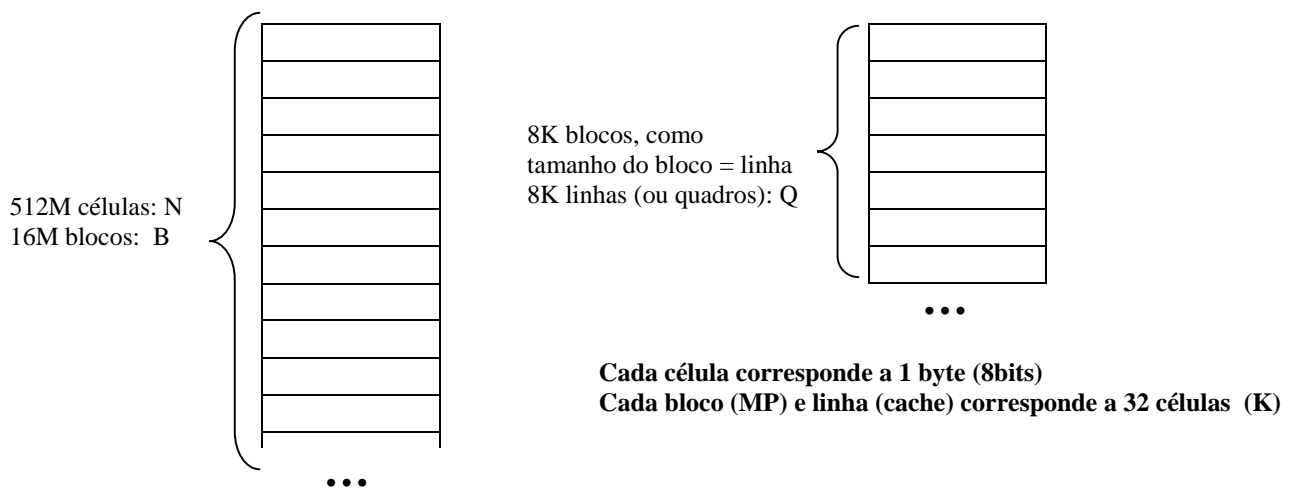 512M células: N
16M blocos: B
...
8K blocos, como
tamanho do bloco = linha
8K linhas (ou quadros): Q
...
Cada célula corresponde a 1 byte (8bits)
Cada bloco (MP) e linha (cache) corresponde a 32 células (K)